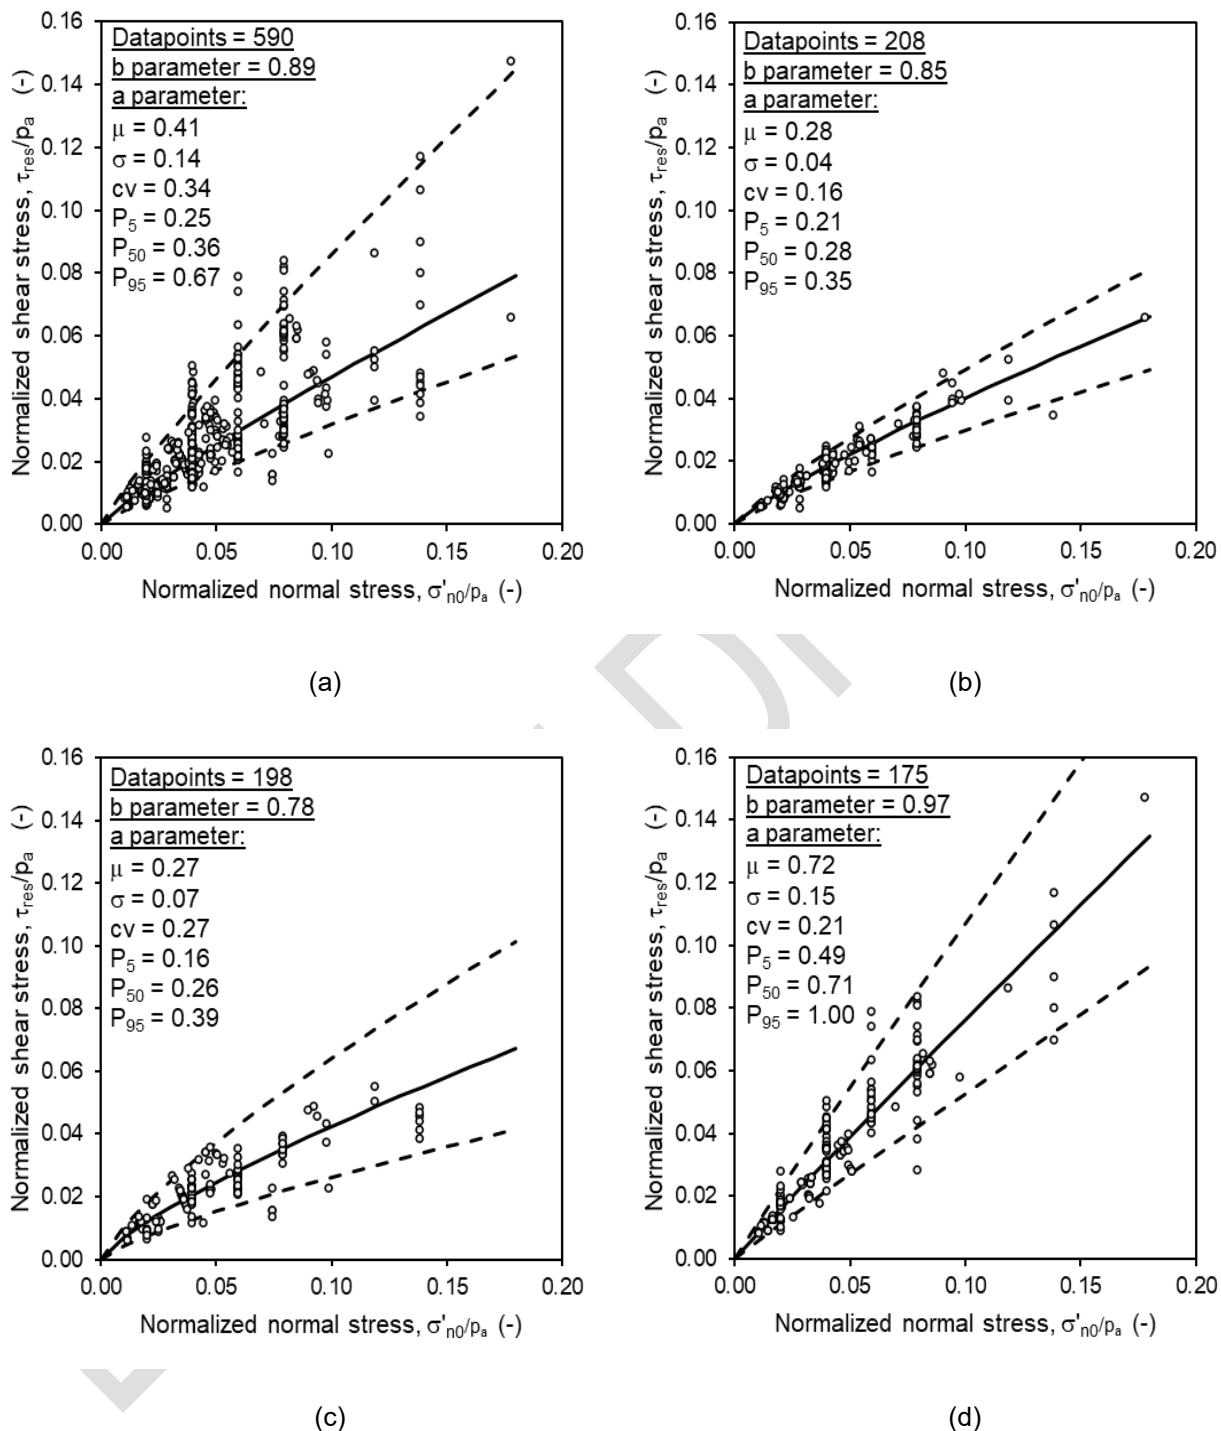 0.16
0.14
0.12
0.10
0.08
0.06
0.04
0.02
0.00
Normalized shear stress, τres/pa (-)
Datapoints = 590
b parameter = 0.89
a parameter:
μ = 0.41
σ = 0.14
cv = 0.34
P5 = 0.25
P50 = 0.36
P95 = 0.67
0.00 0.05 0.10 0.15 0.20
Normalized normal stress, σ'n0/pa (-)
(a)
0.16
0.14
0.12
0.10
0.08
0.06
0.04
0.02
0.00
Normalized shear stress, τres/pa (-)
Datapoints = 208
b parameter = 0.85
a parameter:
μ = 0.28
σ = 0.04
cv = 0.16
P5 = 0.21
P50 = 0.28
P95 = 0.35
0.00 0.05 0.10 0.15 0.20
Normalized normal stress, σ'n0/pa (-)
(b)
0.16
0.14
0.12
0.10
0.08
0.06
0.04
0.02
0.00
Normalized shear stress, τres/pa (-)
Datapoints = 198
b parameter = 0.78
a parameter:
μ = 0.27
σ = 0.07
cv = 0.27
P5 = 0.16
P50 = 0.26
P95 = 0.39
0.00 0.05 0.10 0.15 0.20
Normalized normal stress, σ'n0/pa (-)
(c)
0.16
0.14
0.12
0.10
0.08
0.06
0.04
0.02
0.00
Normalized shear stress, τres/pa (-)
Datapoints = 175
b parameter = 0.97
a parameter:
μ = 0.72
σ = 0.15
cv = 0.21
P5 = 0.49
P50 = 0.71
P95 = 1.00
0.00 0.05 0.10 0.15 0.20
Normalized normal stress, σ'n0/pa (-)
(d)